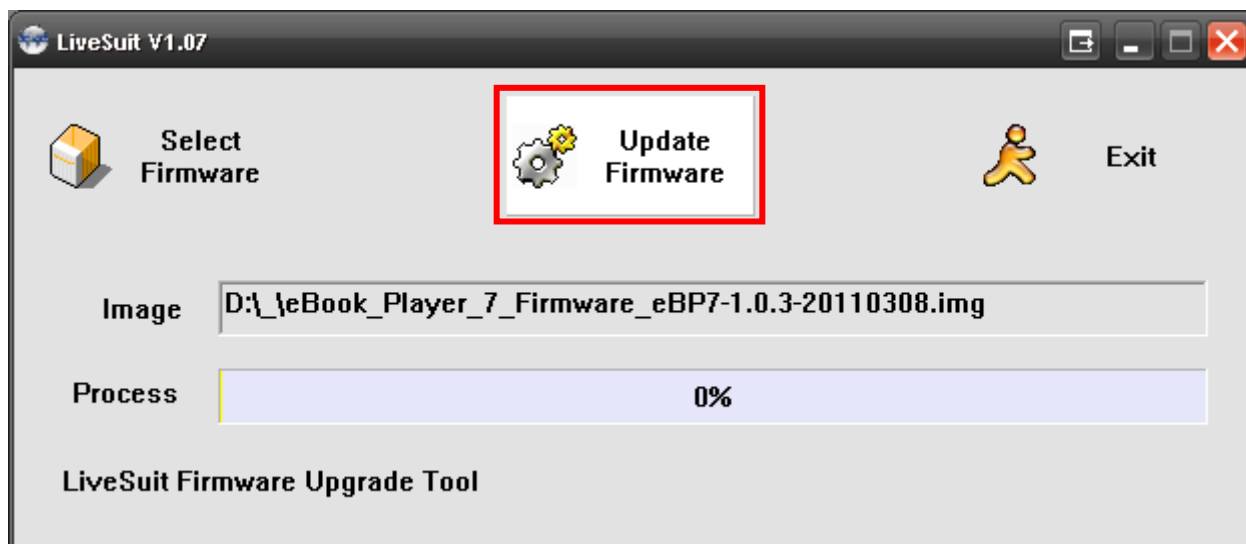 LiveSuit V1.07
Select
Firmware
Update
Firmware
Exit
Image
D:\_\eBook_Player_7_Firmware_eBP7-1.0.3-20110308.img
Process
0%
LiveSuit Firmware Upgrade Tool